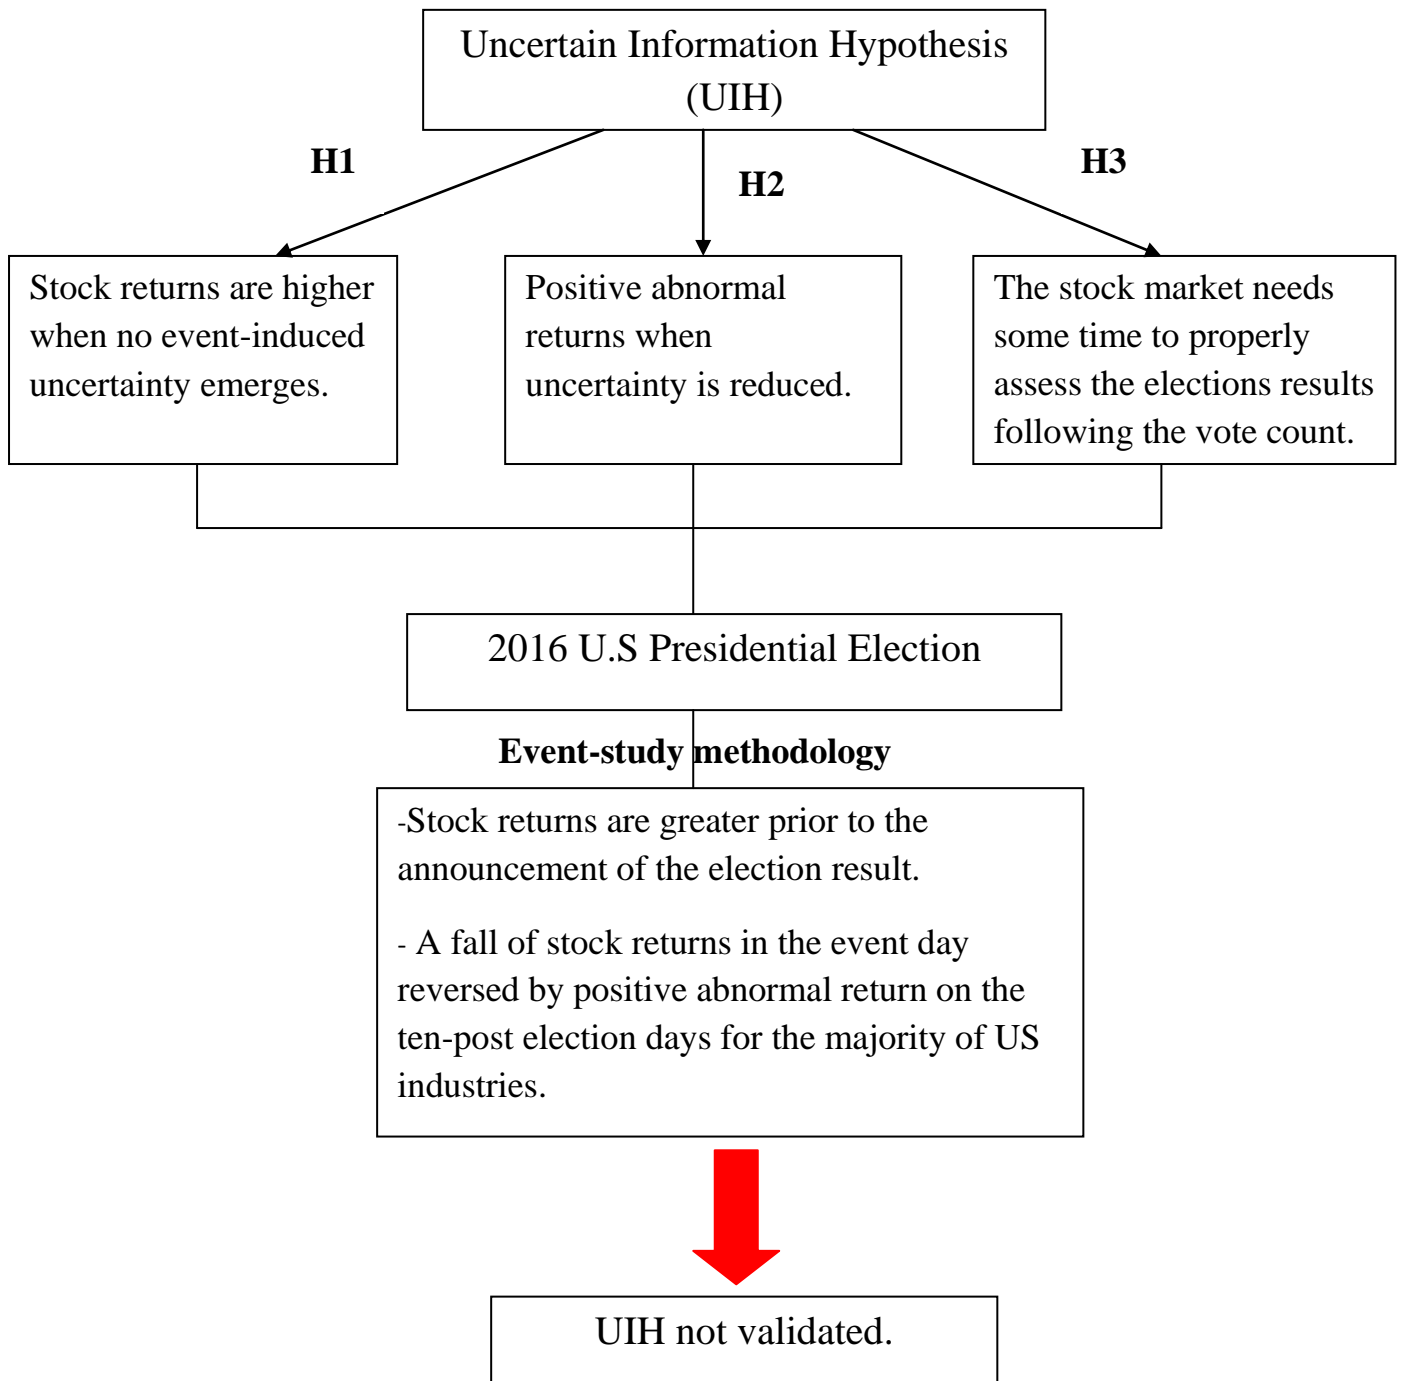 Uncertain Information Hypothesis
(UIH)
H1
H2
H3
Stock returns are higher
when no event-induced
uncertainty emerges.
Positive abnormal
returns when
uncertainty is reduced.
The stock market needs
some time to properly
assess the elections results
following the vote count.
2016 U.S Presidential Election
Event-study methodology
-Stock returns are greater prior to the
announcement of the election result.
- A fall of stock returns in the event day
reversed by positive abnormal return on the
ten-post election days for the majority of US
industries.
UIH not validated.